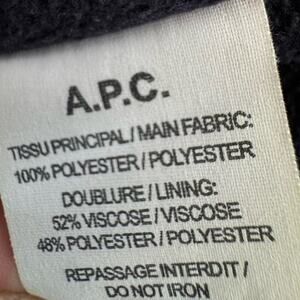 A.P.C.
TISSU PRINCIPAL / MAIN FABRIC:
100% POLYESTER / POLYESTER
DOUBLURE / LINING:
52% VISCOSE / VISCOSE
48% POLYESTER / POLYESTER
REPASSAGE INTERDIT /
DO NOT IRON